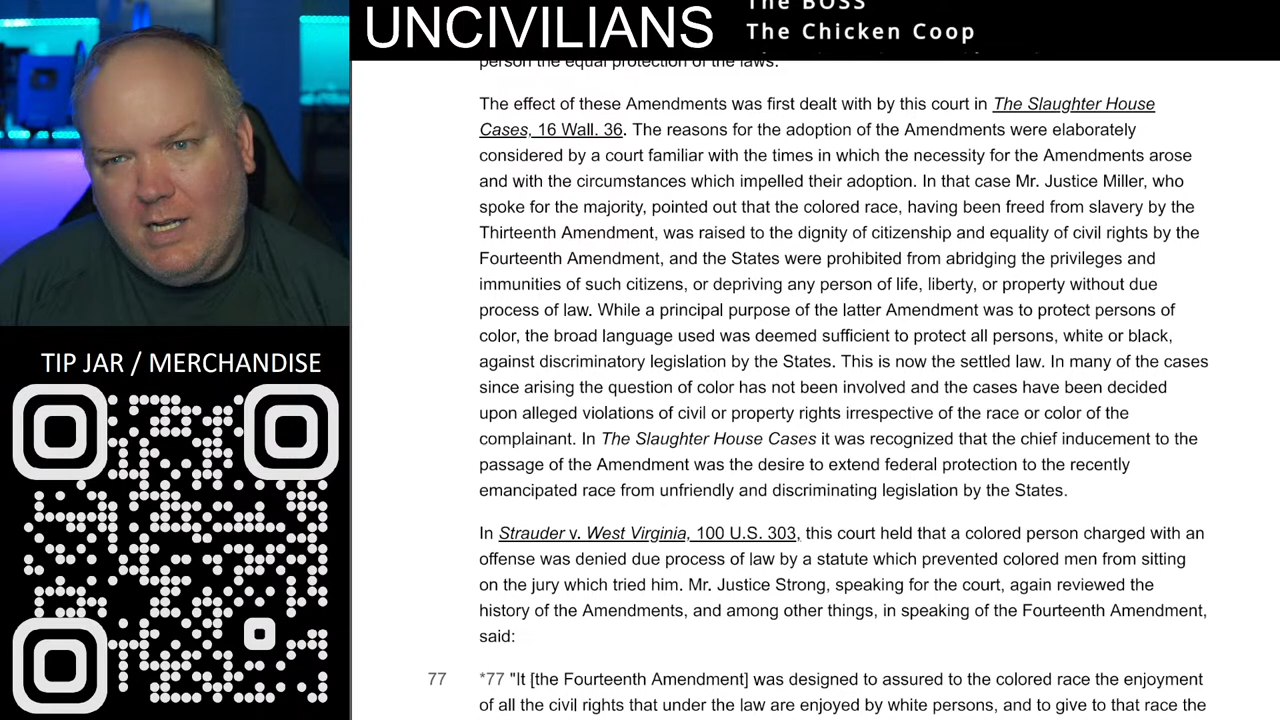 UNCIVILIANS
The BOSS
The Chicken Coop
person the equal protection of the laws.
The effect of these Amendments was first dealt with by this court in The Slaughter House
Cases, 16 Wall. 36. The reasons for the adoption of the Amendments were elaborately
considered by a court familiar with the times in which the necessity for the Amendments arose
and with the circumstances which impelled their adoption. In that case Mr. Justice Miller, who
spoke for the majority, pointed out that the colored race, having been freed from slavery by the
Thirteenth Amendment, was raised to the dignity of citizenship and equality of civil rights by the
Fourteenth Amendment, and the States were prohibited from abridging the privileges and
immunities of such citizens, or depriving any person of life, liberty, or property without due
process of law. While a principal purpose of the latter Amendment was to protect persons of
color, the broad language used was deemed sufficient to protect all persons, white or black,
against discriminatory legislation by the States. This is now the settled law. In many of the cases
since arising the question of color has not been involved and the cases have been decided
upon alleged violations of civil or property rights irrespective of the race or color of the
complainant. In The Slaughter House Cases it was recognized that the chief inducement to the
passage of the Amendment was the desire to extend federal protection to the recently
emancipated race from unfriendly and discriminating legislation by the States.
In Strauder v. West Virginia, 100 U.S. 303, this court held that a colored person charged with an
offense was denied due process of law by a statute which prevented colored men from sitting
on the jury which tried him. Mr. Justice Strong, speaking for the court, again reviewed the
history of the Amendments, and among other things, in speaking of the Fourteenth Amendment,
said:
77 *77 "It [the Fourteenth Amendment] was designed to assured to the colored race the enjoyment
of all the civil rights that under the law are enjoyed by white persons, and to give to that race the
TIP JAR / MERCHANDISE